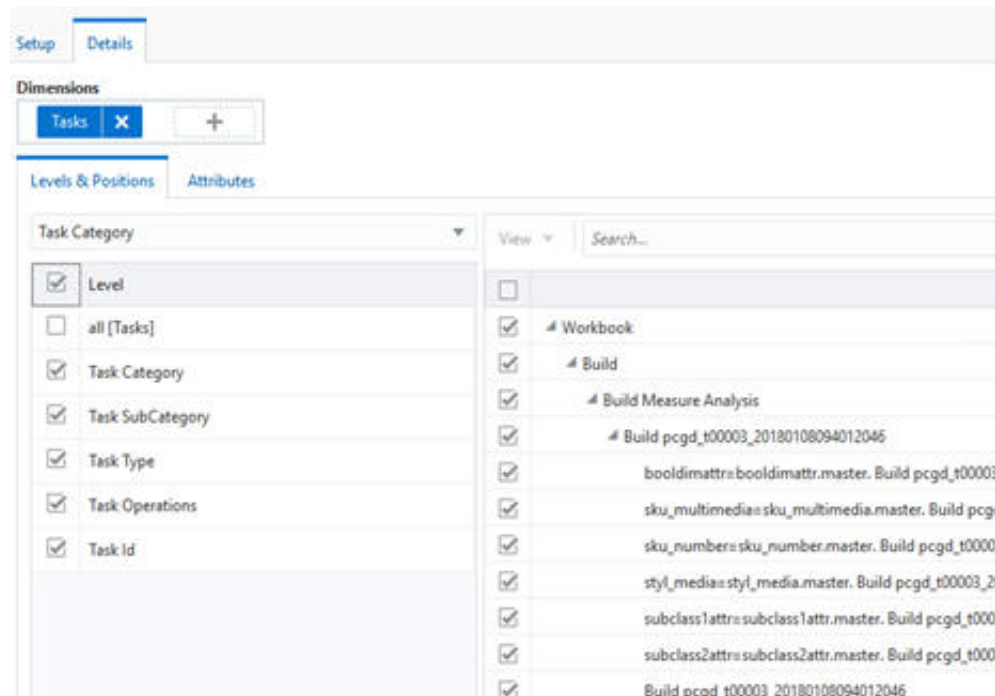 Setup Details
Dimensions
Tasks
Levels & Positions Attributes
Task Category
View Search...
Level
all [Tasks]
Task Category
Task SubCategory
Task Type
Task Operations
Task Id
Workbook
Build
Build Measure Analysis
Build pcgd_t00003_20180108094012046
booldimattr=booldimattr.master. Build pcgd_t00003
sku_multimedia=sku_multimedia.master. Build pcg
sku_number=sku_number.master. Build pcgd_t0000
styl_media=styl_media.master. Build pcgd_t00003_2
subclass1attr=subclass1attr.master. Build pcgd_t000
subclass2attr=subclass2attr.master. Build pcgd_t000
Build pcgd_t00003_20180108094012046